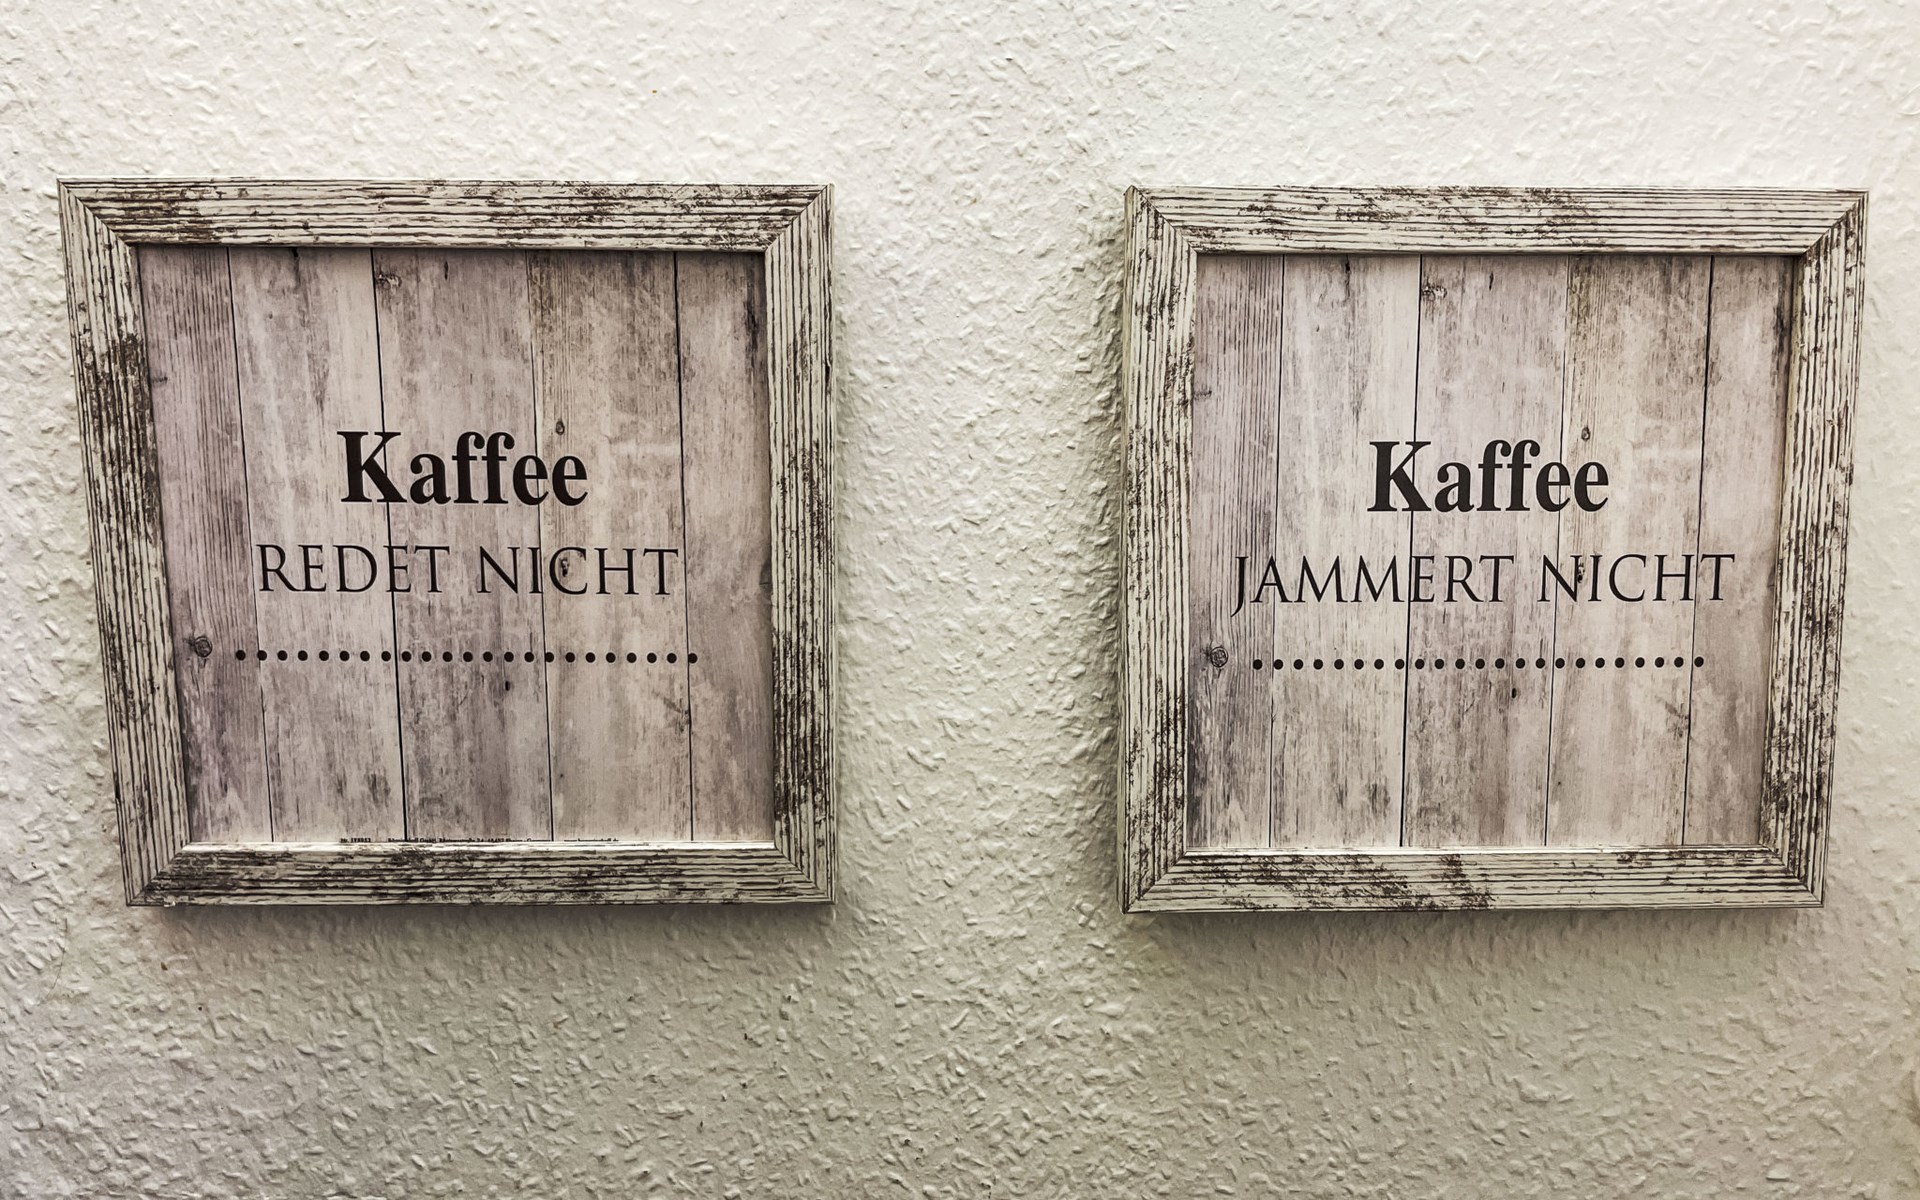 Kaffee
REDET NICHT
Kaffee
JAMMERT NICHT